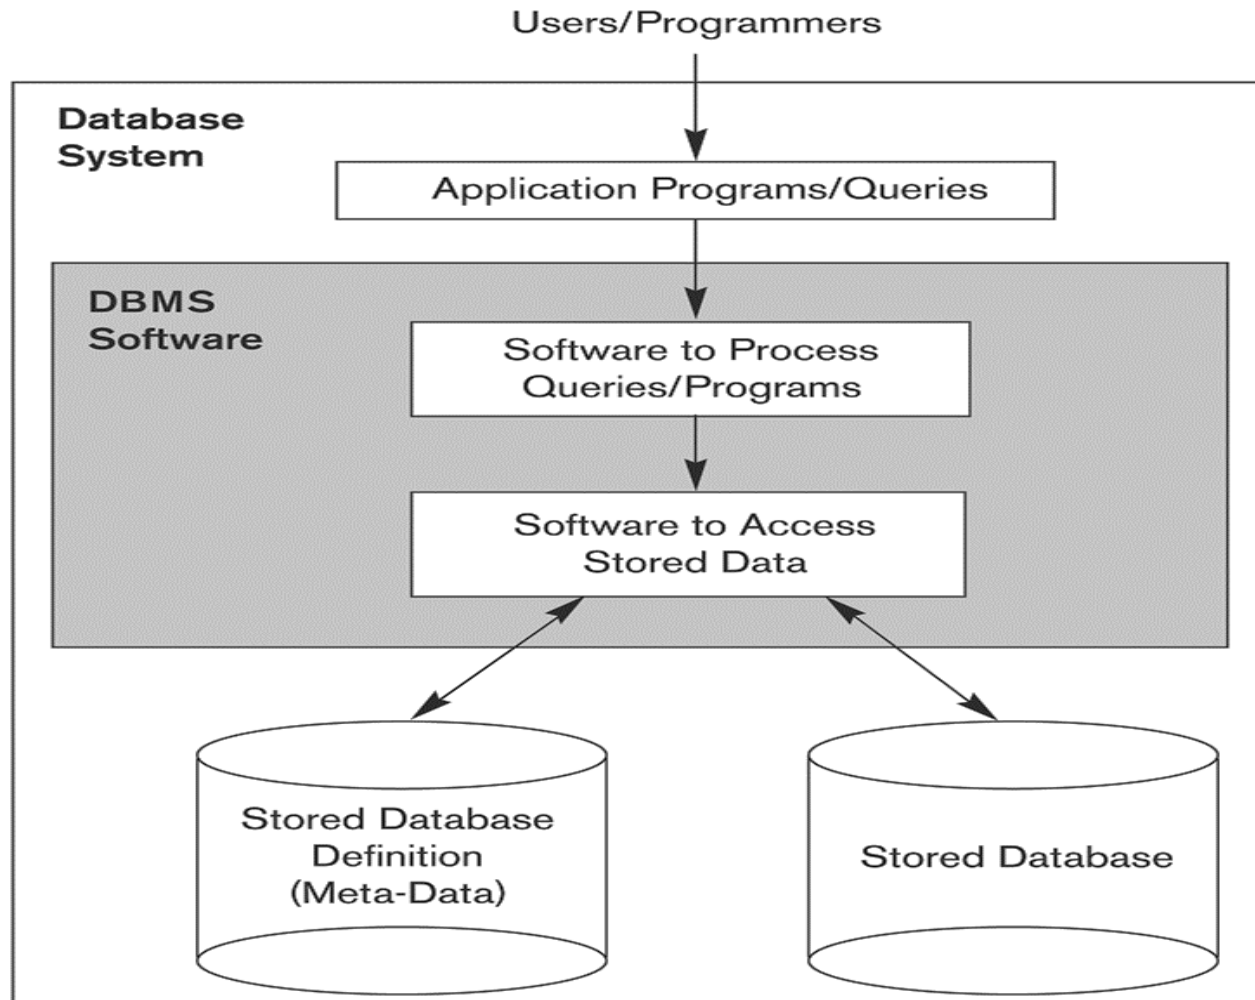 Users/Programmers
Database
System
Application Programs/Queries
DBMS
Software
Software to Process
Queries/Programs
Software to Access
Stored Data
Stored Database
Definition
(Meta-Data)
Stored Database